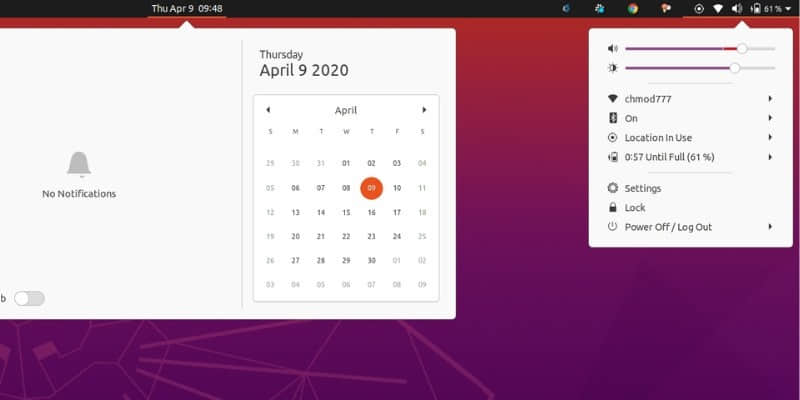 Thu Apr 9 09:48
61 %
No Notifications
b
Thursday
April 9 2020
April
S M T W T F S
29 30 31 01 02 03 04
05 06 07 08 09 10 11
12 13 14 15 16 17 18
19 20 21 22 23 24 25
26 27 28 29 30 01 02
03 04 05 06 07 08 09
chmod777
On
Location In Use
0:57 Until Full (61 %)
Settings
Lock
Power Off / Log Out